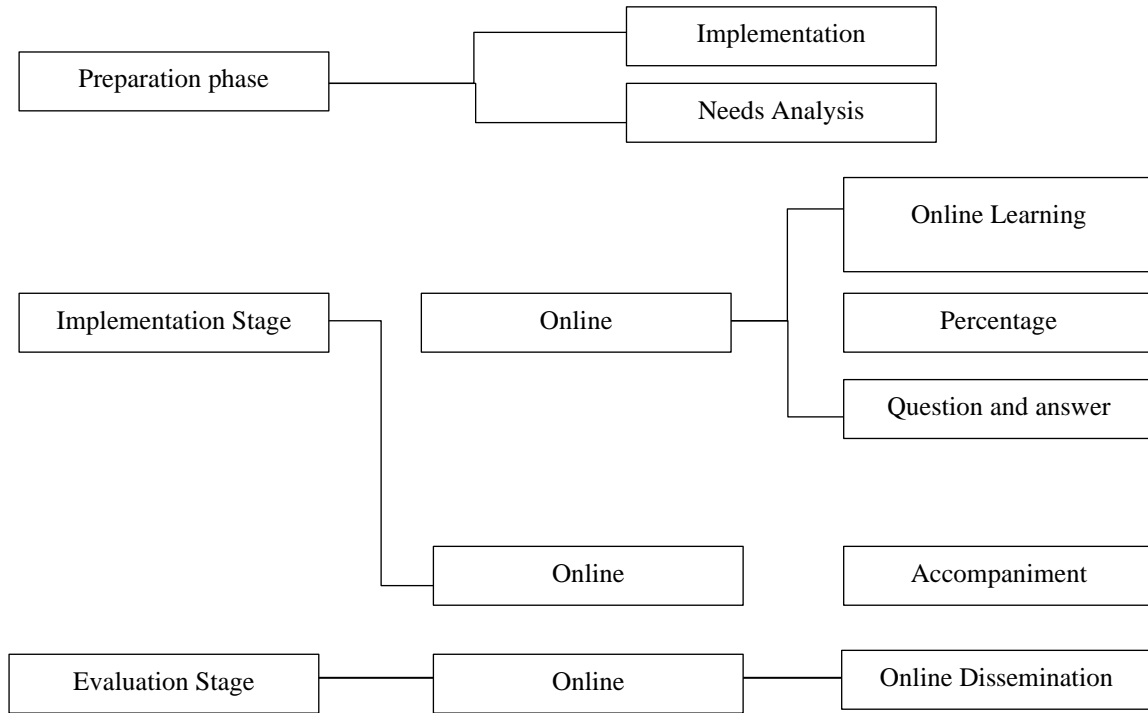 Implementation
Preparation phase
Needs Analysis
Online Learning
Implementation Stage
Online
Percentage
Question and answer
Online
Accompaniment
Evaluation Stage
Online
Online Dissemination